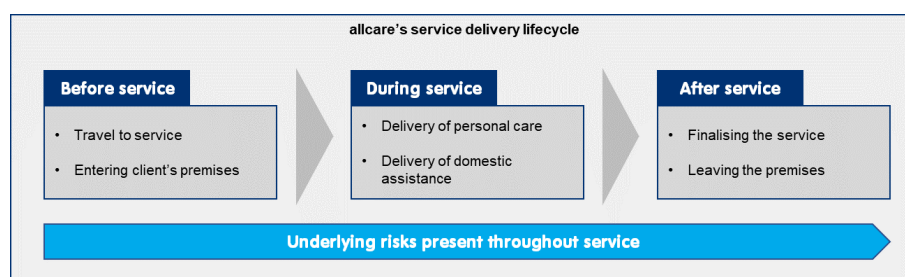 allcare's service delivery lifecycle
Before service
• Travel to service
• Entering client's premises
During service
• Delivery of personal care
• Delivery of domestic
assistance
After service
• Finalising the service
• Leaving the premises
Underlying risks present throughout service